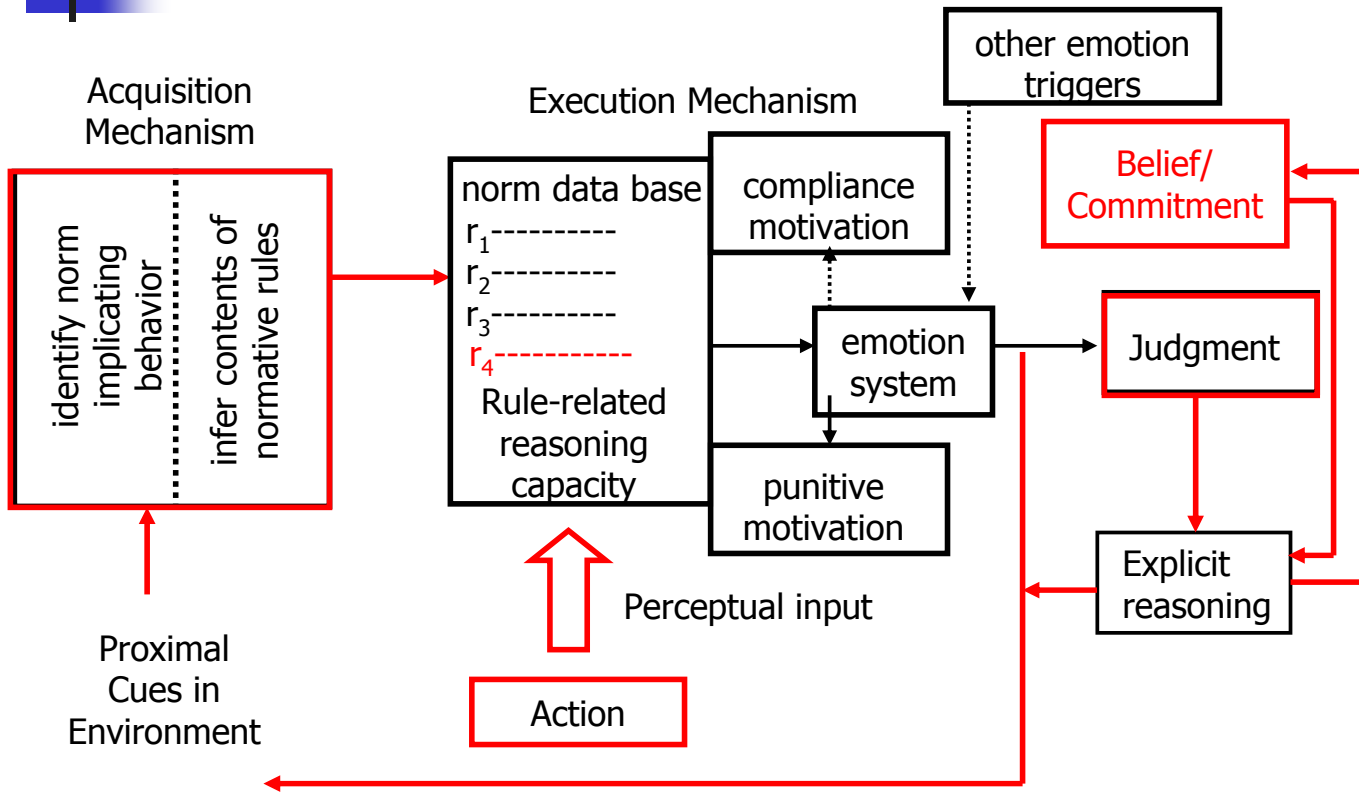 Acquisition
Mechanism
identify norm
implicating
behavior
infer contents of
normative rules
Proximal
Cues in
Environment
Execution Mechanism
norm data base
r₁----------
r₂----------
r₃----------
r₄-----------
Rule-related
reasoning
capacity
compliance
motivation
emotion
system
punitive
motivation
Perceptual input
Action
other emotion
triggers
Belief/
Commitment
Judgment
Explicit
reasoning